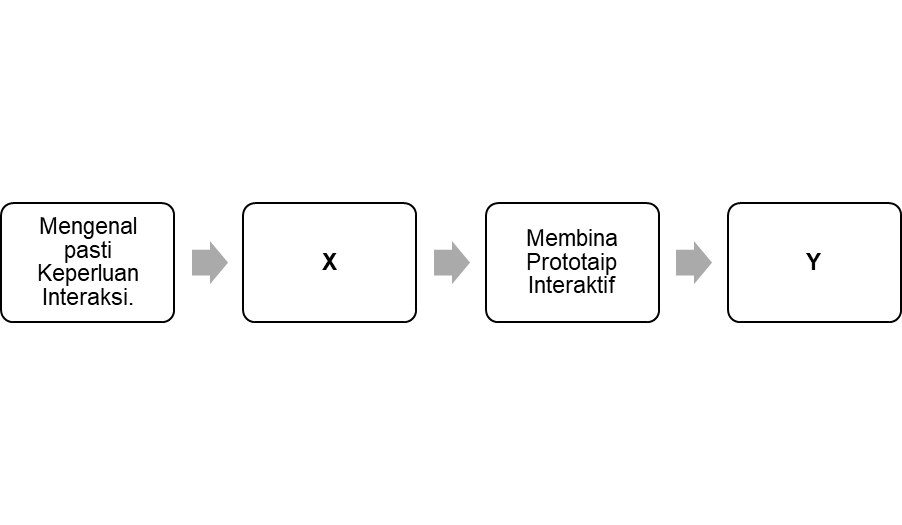 Mengenal
pasti
Keperluan
Interaksi.
X
Membina
Prototaip
Interaktif
Y